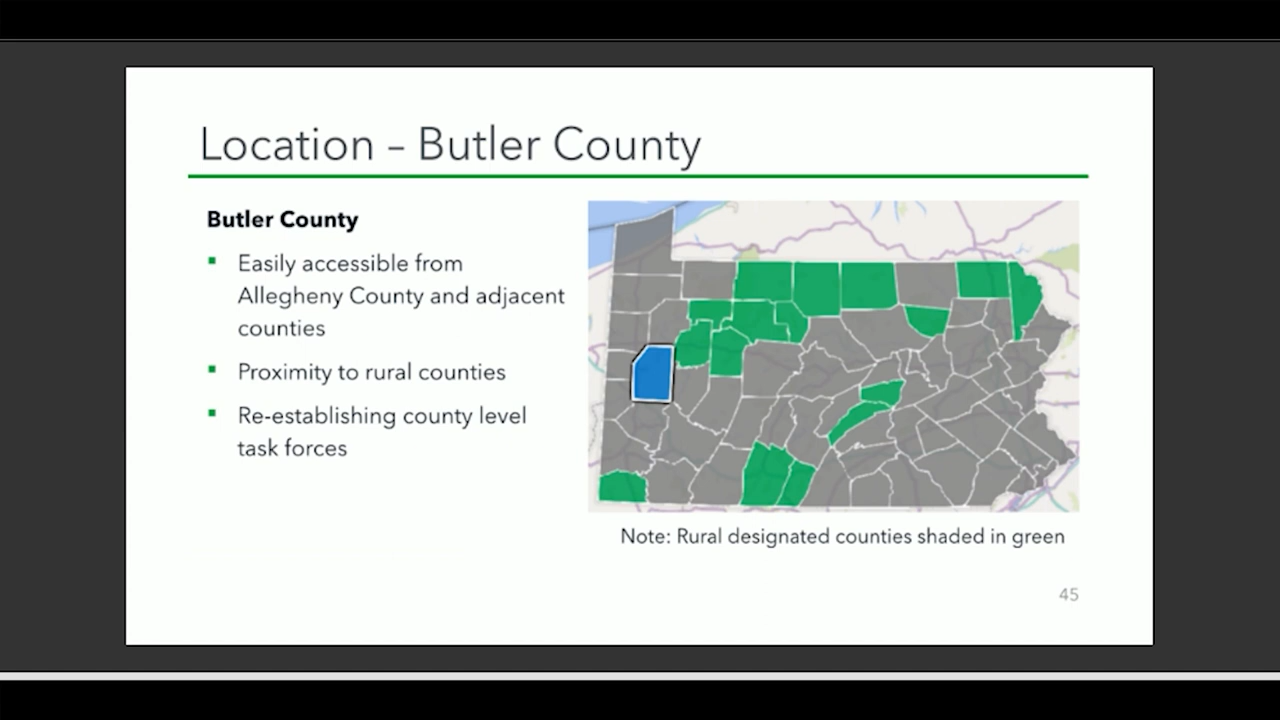 Location – Butler County
Butler County
▪ Easily accessible from
Allegheny County and adjacent
counties
▪ Proximity to rural counties
▪ Re-establishing county level
task forces
Note: Rural designated counties shaded in green
45